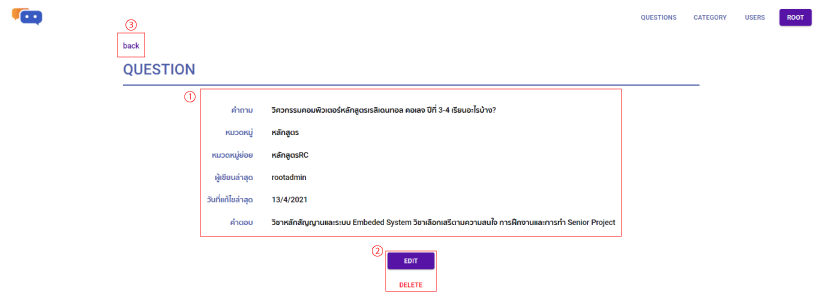 QUESTIONS CATEGORY USERS ROOT
3
back
QUESTION
1
คำถาม วิศวกรรมคอมพิวเตอร์หลักสูตรเรสิเดนทอล คอเลจ ปีที่ 3-4 เรียนอะไรบ้าง?
หมวดหมู่ หลักสูตร
หมวดหมู่ย่อย หลักสูตรRC
ผู้เขียนล่าสุด rootadmin
วันที่แก้ไขล่าสุด 13/4/2021
คำตอบ วิชาหลักสัญญานและระบบ Embeded System วิชาเลือกเสรีตามความสนใจ การฝึกงานและการทำ Senior Project
2
EDIT
DELETE